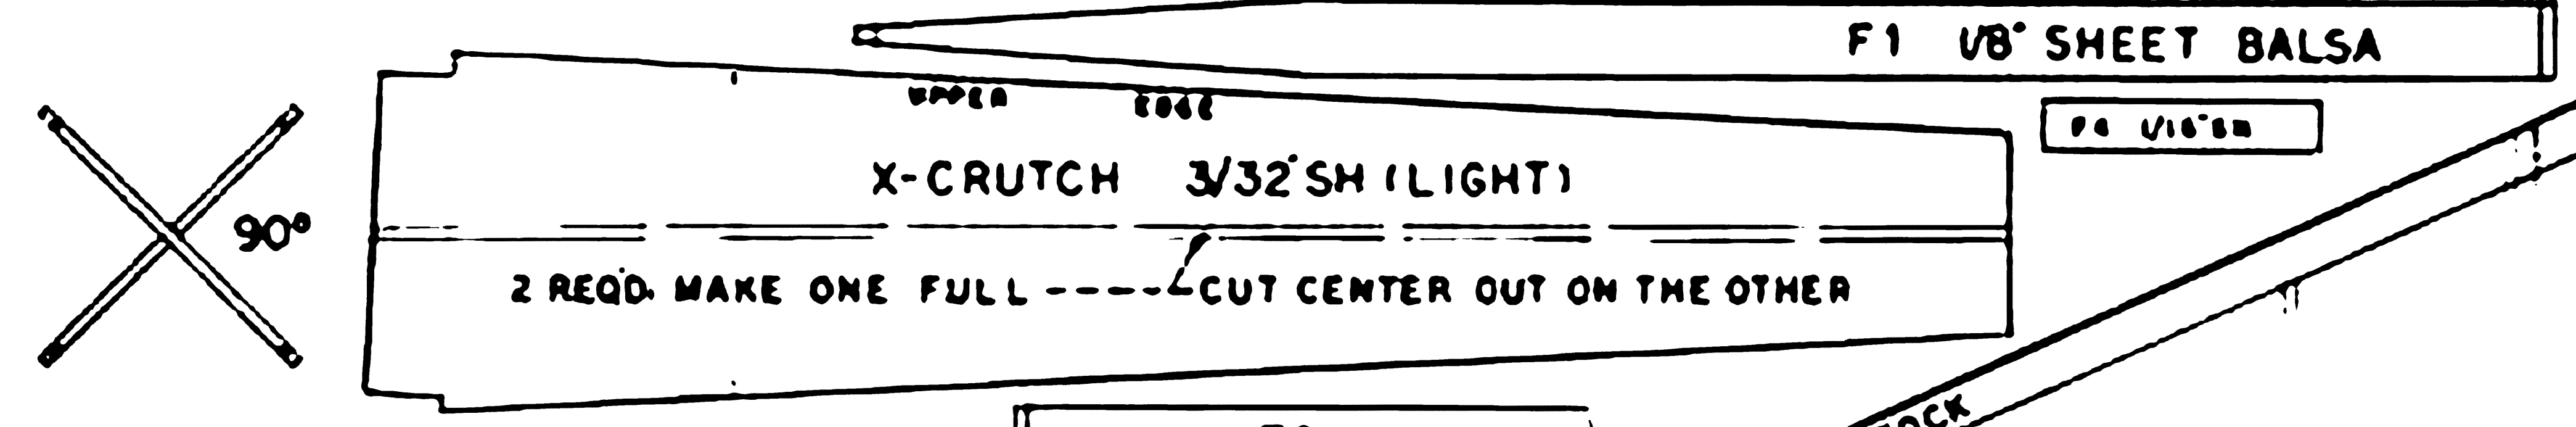 F1 1/8" SHEET BALSA
UPPER EDGE
X-CRUTCH 3/32" SH (LIGHT)
90°
2 REQ'D. MAKE ONE FULL ----CUT CENTER OUT ON THE OTHER